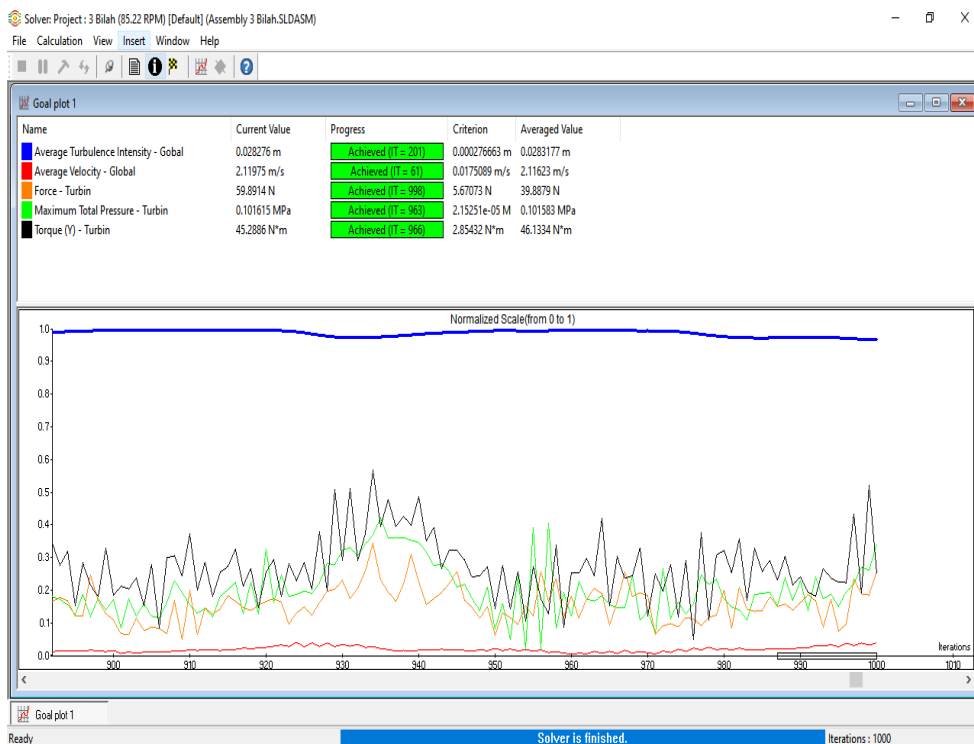 Solver: Project : 3 Bilah (85.22 RPM) [Default] (Assembly 3 Bilah.SLDASM)
File Calculation View Insert Window Help
Goal plot 1
Name Current Value Progress Criterion Averaged Value
Average Turbulence Intensity - Gobal 0.028276 m Achieved (IT = 201) 0.000276663 m 0.0283177 m
Average Velocity - Global 2.11975 m/s Achieved (IT = 61) 0.0175089 m/s 2.11623 m/s
Force - Turbin 59.8914 N Achieved (IT = 998) 5.67073 N 39.8879 N
Maximum Total Pressure - Turbin 0.101615 MPa Achieved (IT = 963) 2.15251e-05 M 0.101583 MPa
Torque (Y) - Turbin 45.2886 N*m Achieved (IT = 966) 2.85432 N*m 46.1334 N*m
Normalized Scale(from 0 to 1)
1.0
0.9
0.8
0.7
0.6
0.5
0.4
0.3
0.2
0.1
0.0
Iterations
900 910 920 930 940 950 960 970 980 990 1000 1010
Goal plot 1
Ready Solver is finished. Iterations : 1000